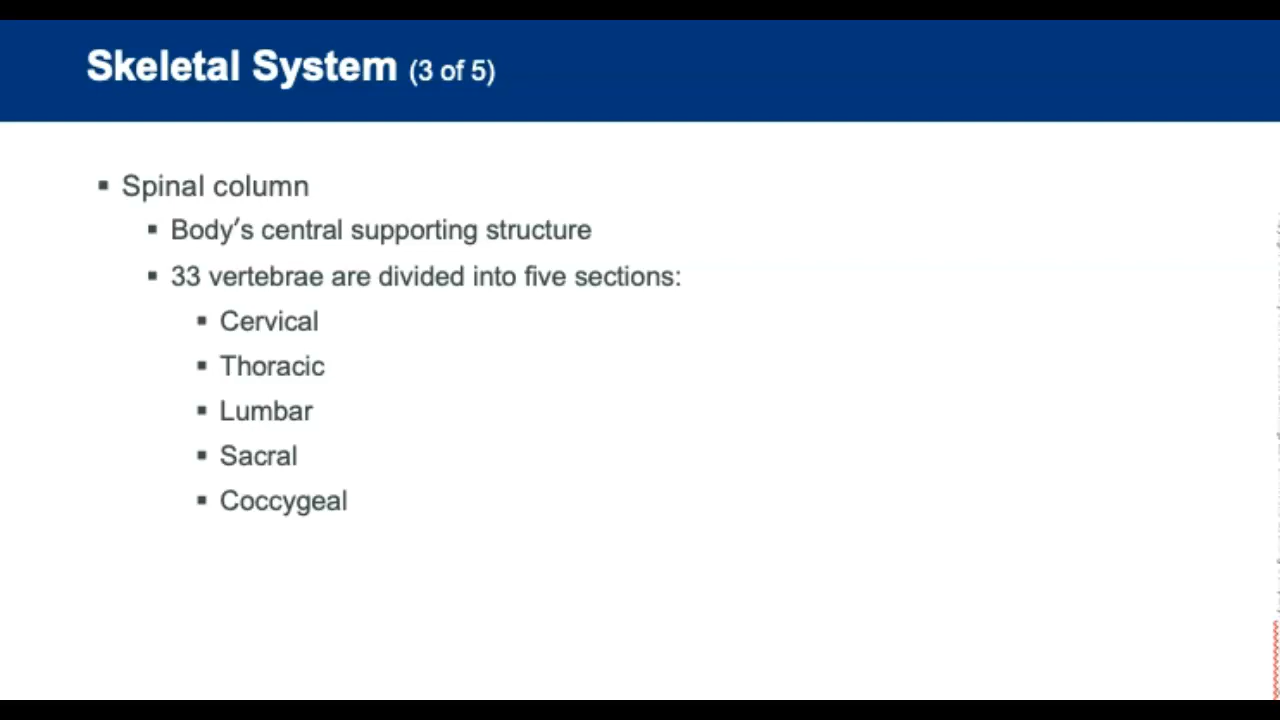 Skeletal System (3 of 5)
▪ Spinal column
▪ Body’s central supporting structure
▪ 33 vertebrae are divided into five sections:
▪ Cervical
▪ Thoracic
▪ Lumbar
▪ Sacral
▪ Coccygeal